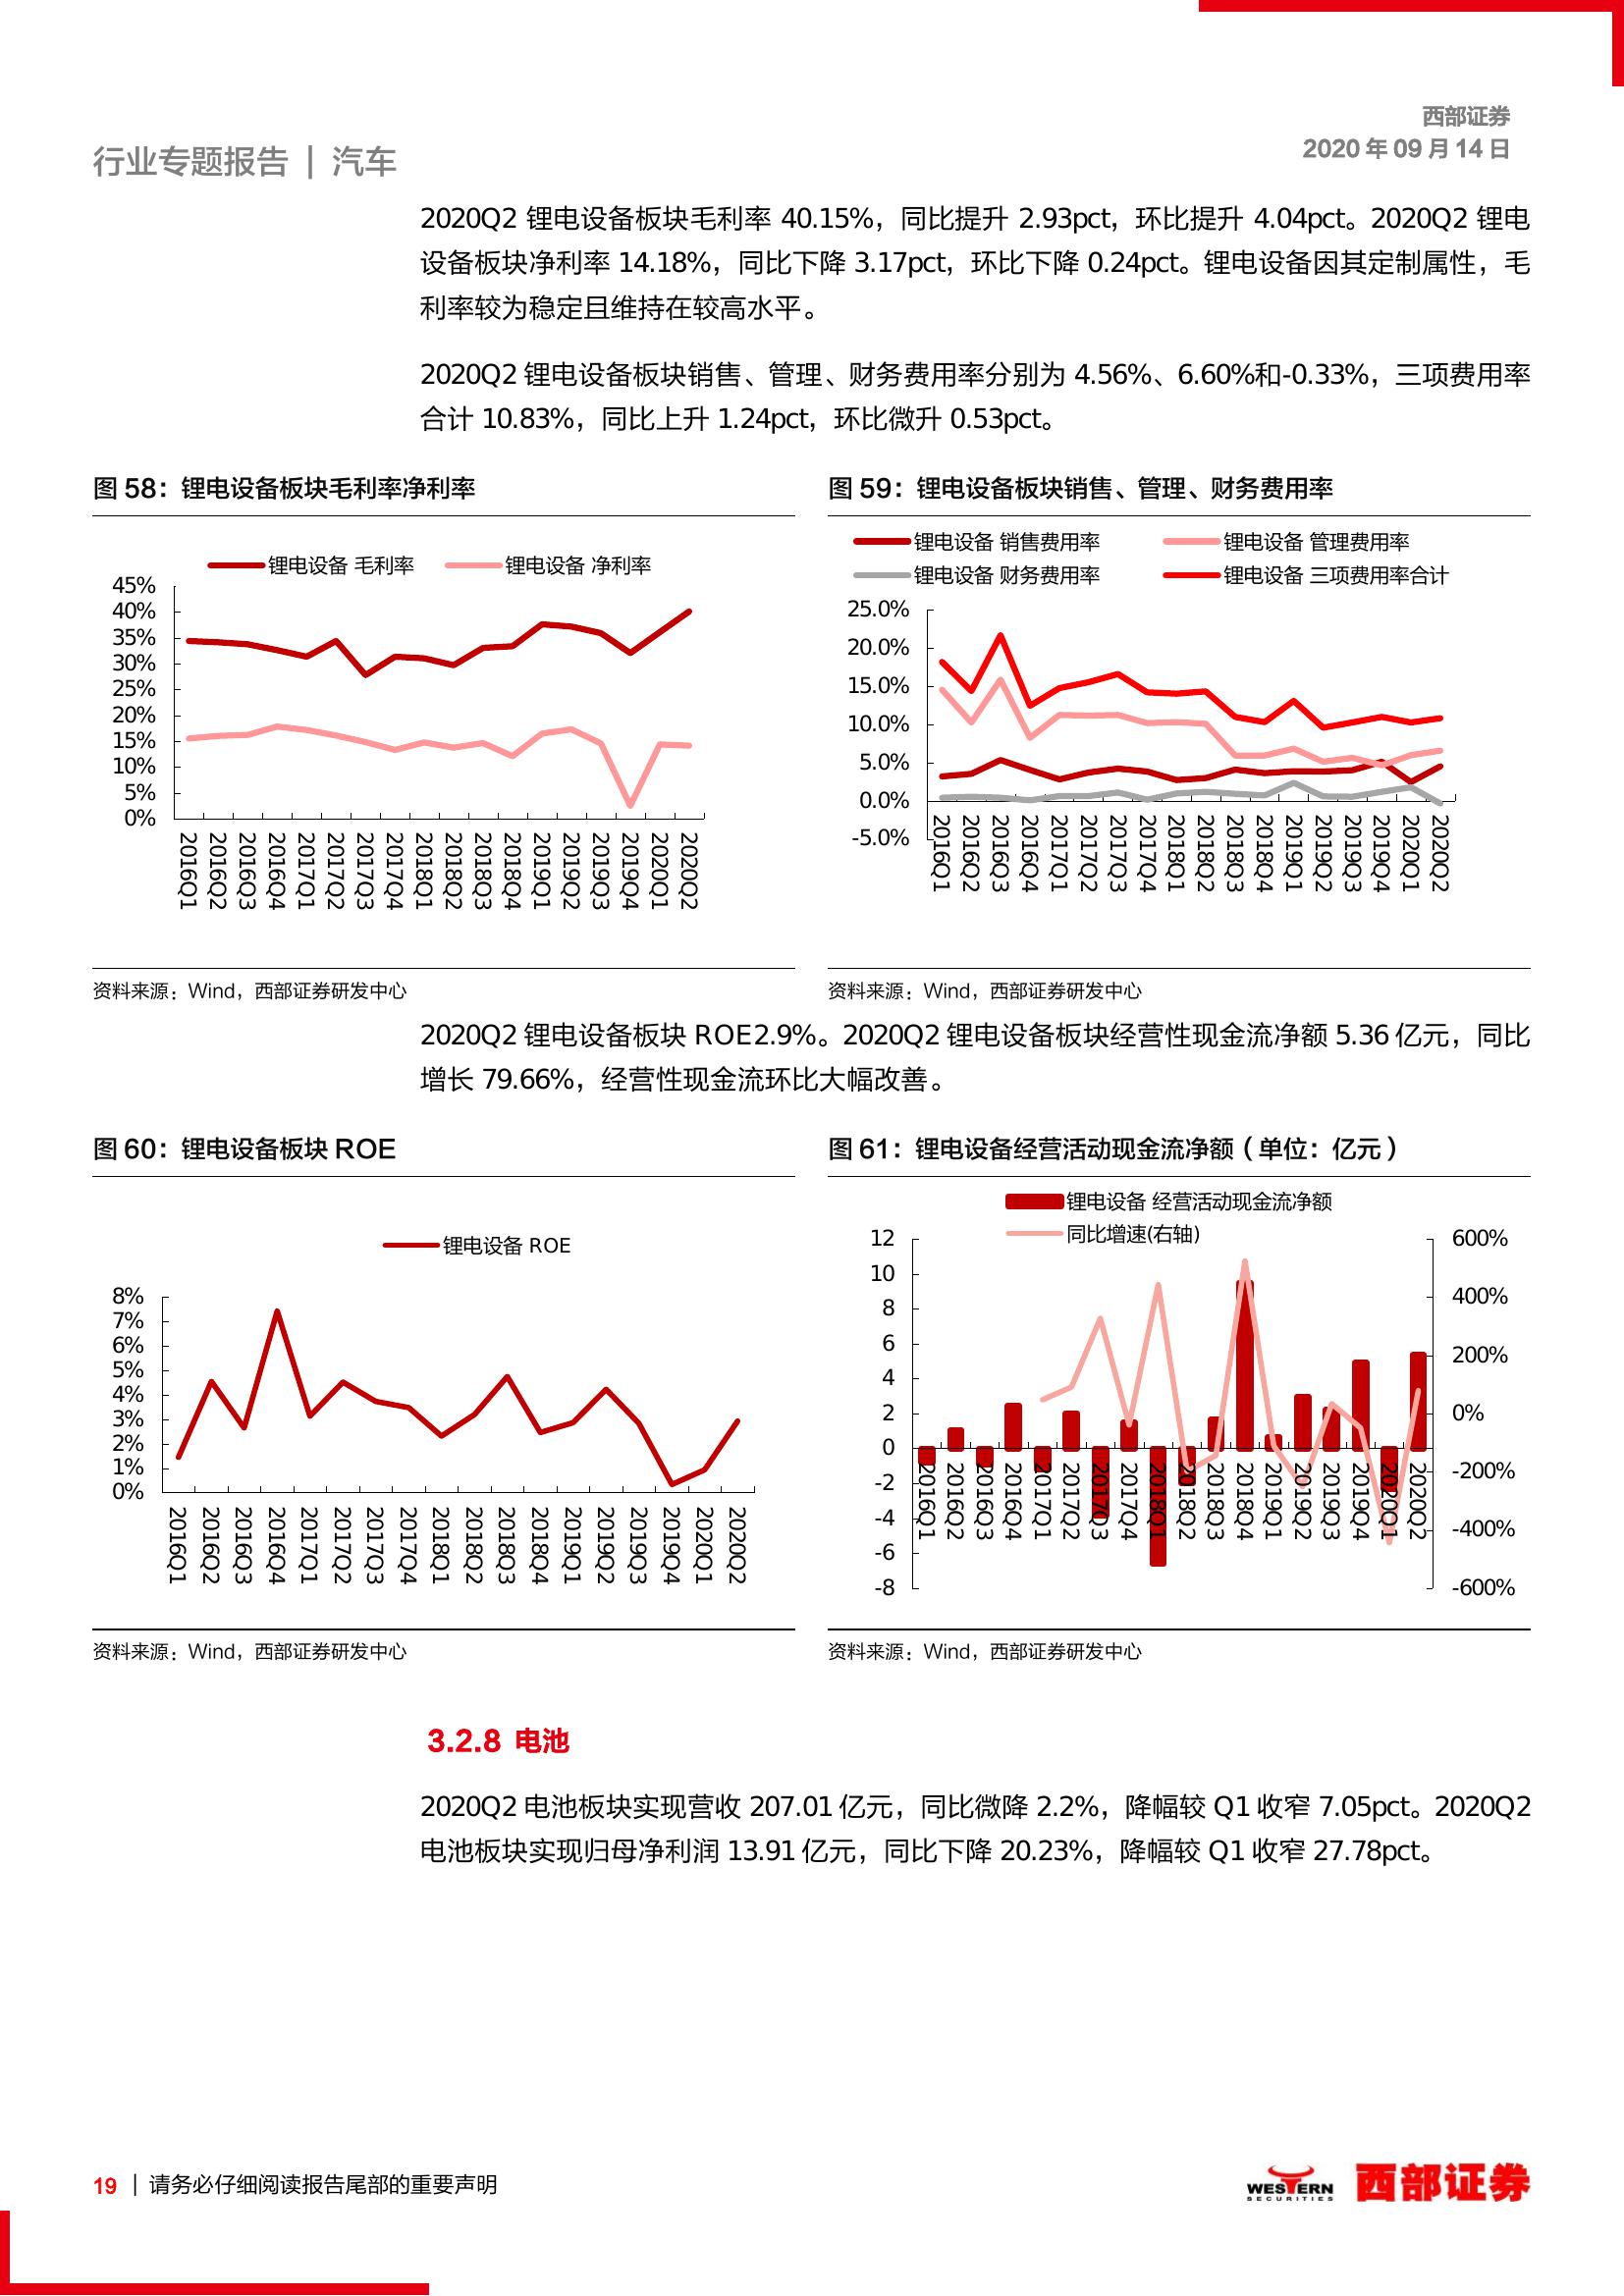 西部证券
2020 年 09 月 14 日
行业专题报告 | 汽车
2020Q2 锂电设备板块毛利率 40.15%，同比提升 2.93pct，环比提升 4.04pct。2020Q2 锂电
设备板块净利率 14.18%，同比下降 3.17pct，环比下降 0.24pct。锂电设备因其定制属性，毛
利率较为稳定且维持在较高水平。
2020Q2 锂电设备板块销售、管理、财务费用率分别为 4.56%、6.60%和-0.33%，三项费用率
合计 10.83%，同比上升 1.24pct，环比微升 0.53pct。
图 58：锂电设备板块毛利率净利率
锂电设备 毛利率
锂电设备 净利率
45%
40%
35%
30%
25%
20%
15%
10%
5%
0%
2016Q1
2016Q2
2016Q3
2016Q4
2017Q1
2017Q2
2017Q3
2017Q4
2018Q1
2018Q2
2018Q3
2018Q4
2019Q1
2019Q2
2019Q3
2019Q4
2020Q1
2020Q2
资料来源：Wind，西部证券研发中心
图 59：锂电设备板块销售、管理、财务费用率
锂电设备 销售费用率
锂电设备 管理费用率
锂电设备 财务费用率
锂电设备 三项费用率合计
25.0%
20.0%
15.0%
10.0%
5.0%
0.0%
-5.0%
2016Q1
2016Q2
2016Q3
2016Q4
2017Q1
2017Q2
2017Q3
2017Q4
2018Q1
2018Q2
2018Q3
2018Q4
2019Q1
2019Q2
2019Q3
2019Q4
2020Q1
2020Q2
资料来源：Wind，西部证券研发中心
2020Q2 锂电设备板块 ROE2.9%。2020Q2 锂电设备板块经营性现金流净额 5.36 亿元，同比
增长 79.66%，经营性现金流环比大幅改善。
图 60：锂电设备板块 ROE
锂电设备 ROE
8%
7%
6%
5%
4%
3%
2%
1%
0%
2016Q1
2016Q2
2016Q3
2016Q4
2017Q1
2017Q2
2017Q3
2017Q4
2018Q1
2018Q2
2018Q3
2018Q4
2019Q1
2019Q2
2019Q3
2019Q4
2020Q1
2020Q2
资料来源：Wind，西部证券研发中心
图 61：锂电设备经营活动现金流净额（单位：亿元）
锂电设备 经营活动现金流净额
同比增速(右轴)
12
10
8
6
4
2
0
-2
-4
-6
-8
600%
400%
200%
0%
-200%
-400%
-600%
2016Q1
2016Q2
2016Q3
2016Q4
2017Q1
2017Q2
2017Q3
2017Q4
2018Q1
2018Q2
2018Q3
2018Q4
2019Q1
2019Q2
2019Q3
2019Q4
2020Q1
2020Q2
资料来源：Wind，西部证券研发中心
3.2.8 电池
2020Q2 电池板块实现营收 207.01 亿元，同比微降 2.2%，降幅较 Q1 收窄 7.05pct。2020Q2
电池板块实现归母净利润 13.91 亿元，同比下降 20.23%，降幅较 Q1 收窄 27.78pct。
19 | 请务必仔细阅读报告尾部的重要声明
WESTERN
SECURITIES
西部证券